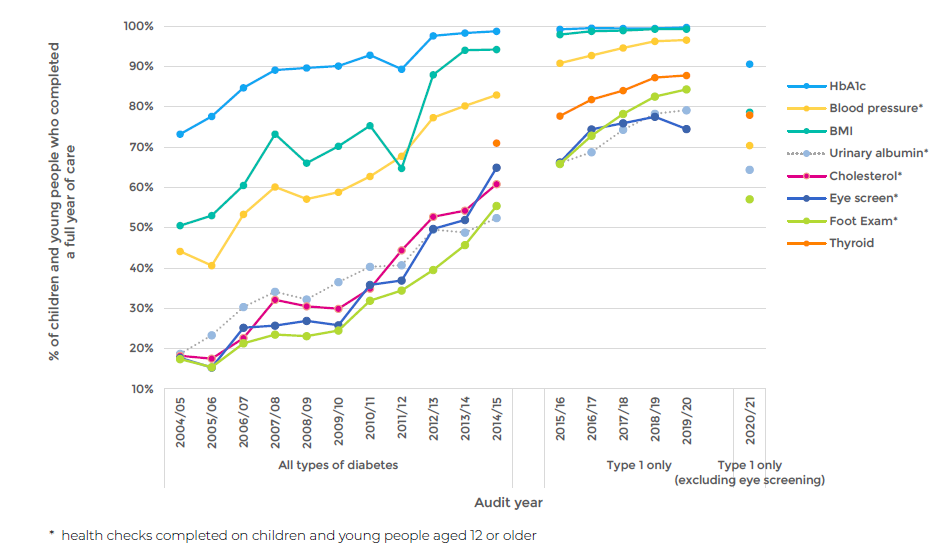 % of children and young people who completed
a full year of care
100%
90%
80%
70%
60%
50%
40%
30%
20%
10%
2004/05
2005/06
2006/07
2007/08
2008/09
2009/10
2010/11
2011/12
2012/13
2013/14
2014/15
2015/16
2016/17
2017/18
2018/19
2019/20
2020/21
All types of diabetes
Type 1 only
Type 1 only
(excluding eye screening)
Audit year
HbA1c
Blood pressure*
BMI
Urinary albumin*
Cholesterol*
Eye screen*
Foot Exam*
Thyroid
* health checks completed on children and young people aged 12 or older